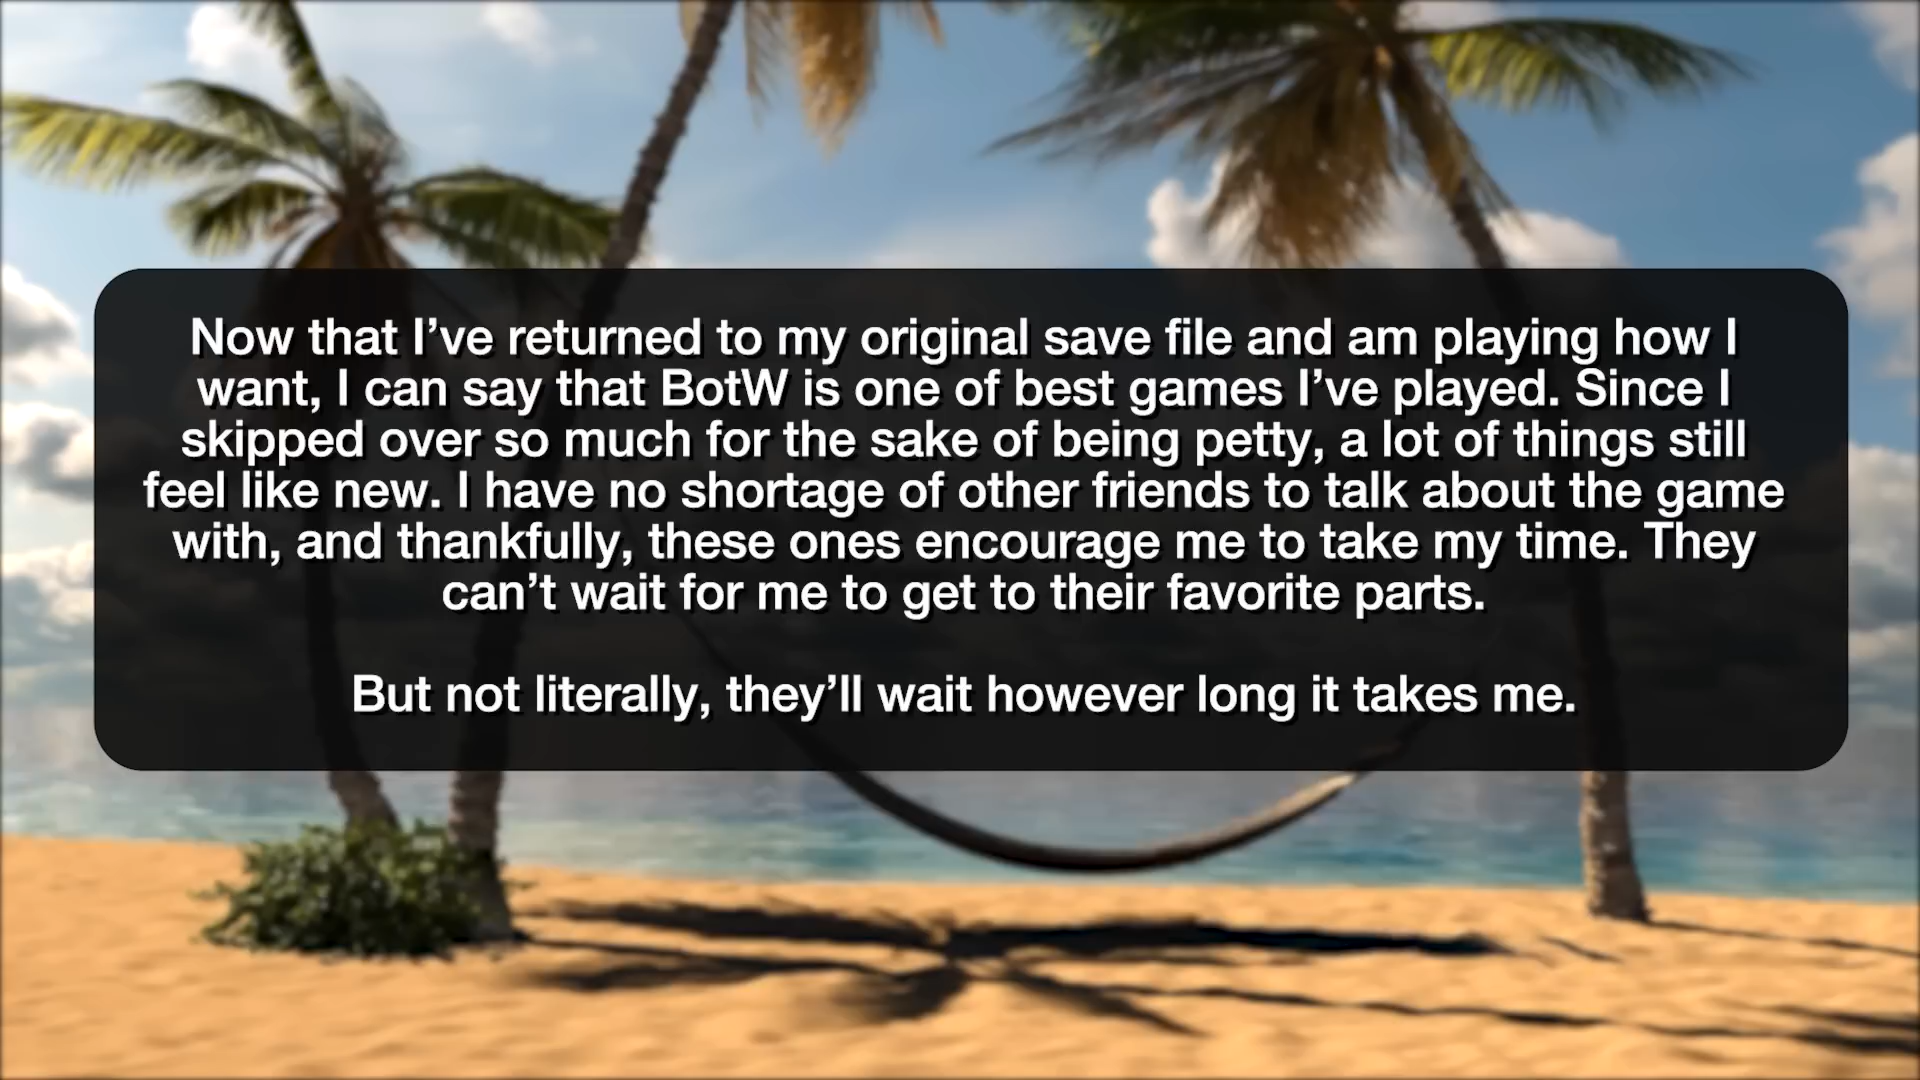 Now that I’ve returned to my original save file and am playing how I
want, I can say that BotW is one of best games I’ve played. Since I
skipped over so much for the sake of being petty, a lot of things still
feel like new. I have no shortage of other friends to talk about the game
with, and thankfully, these ones encourage me to take my time. They
can’t wait for me to get to their favorite parts.
But not literally, they’ll wait however long it takes me.